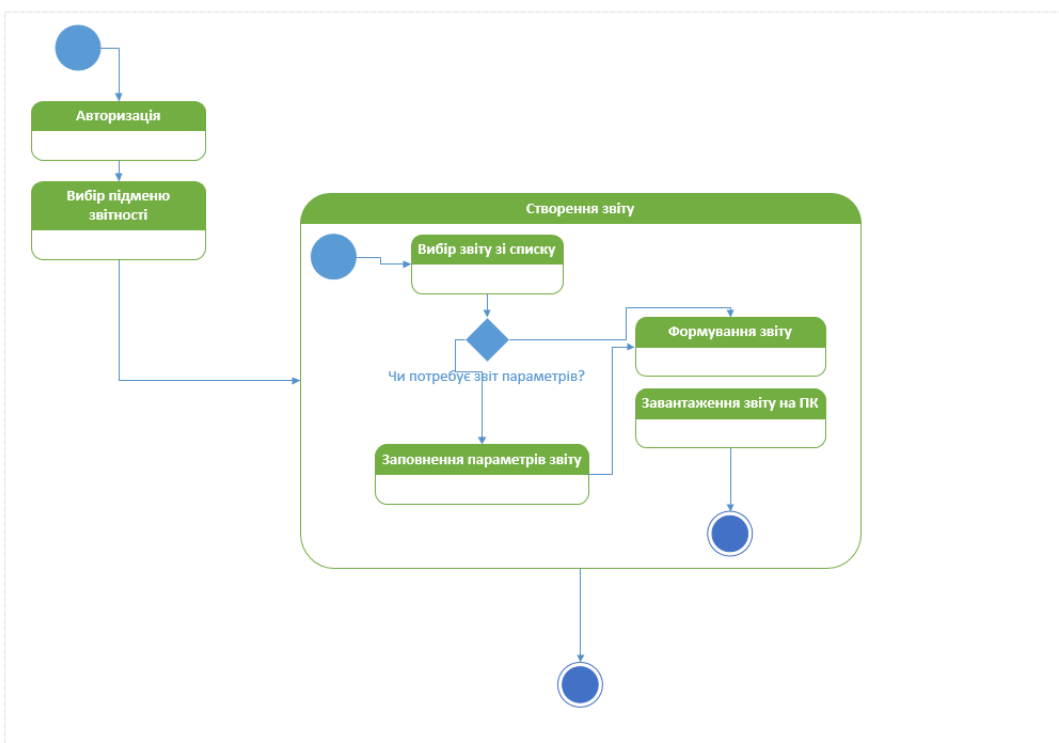 Авторизація
Вибір підменю
звітності
Створення звіту
Вибір звіту зі списку
Формування звіту
Чи потребує звіт параметрів?
Завантаження звіту на ПК
Заповнення параметрів звіту